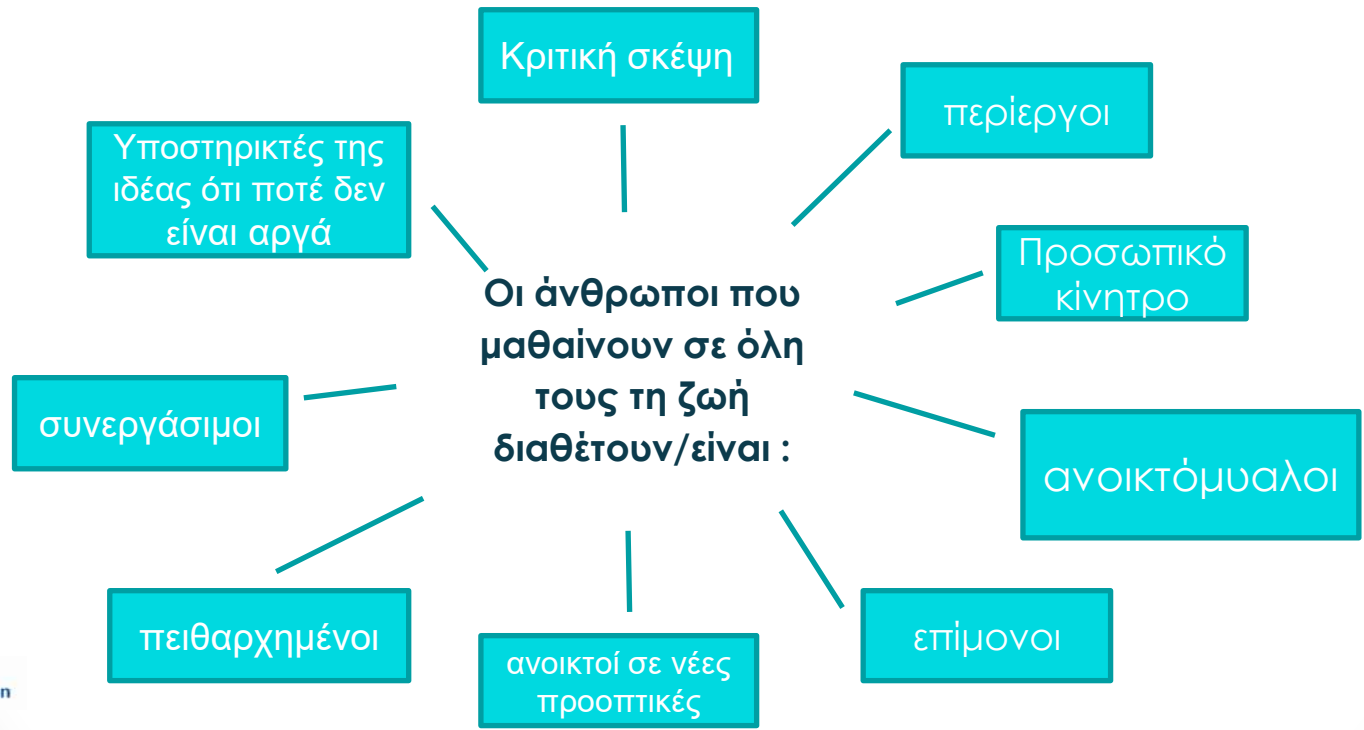 Κριτική σκέψη
περίεργοι
Υποστηρικτές της
ιδέας ότι ποτέ δεν
είναι αργά
Προσωπικό
κίνητρο
Οι άνθρωποι που
μαθαίνουν σε όλη
τους τη ζωή
διαθέτουν/είναι :
συνεργάσιμοι
ανοικτόμυαλοι
πειθαρχημένοι
ανοικτοί σε νέες
προοπτικές
επίμονοι
n